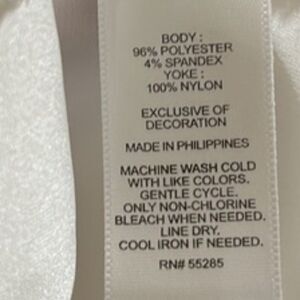 BODY :
96% POLYESTER
4% SPANDEX
YOKE :
100% NYLON
EXCLUSIVE OF
DECORATION
MADE IN PHILIPPINES
MACHINE WASH COLD
WITH LIKE COLORS.
GENTLE CYCLE.
ONLY NON-CHLORINE
BLEACH WHEN NEEDED.
LINE DRY.
COOL IRON IF NEEDED.
RN# 55285